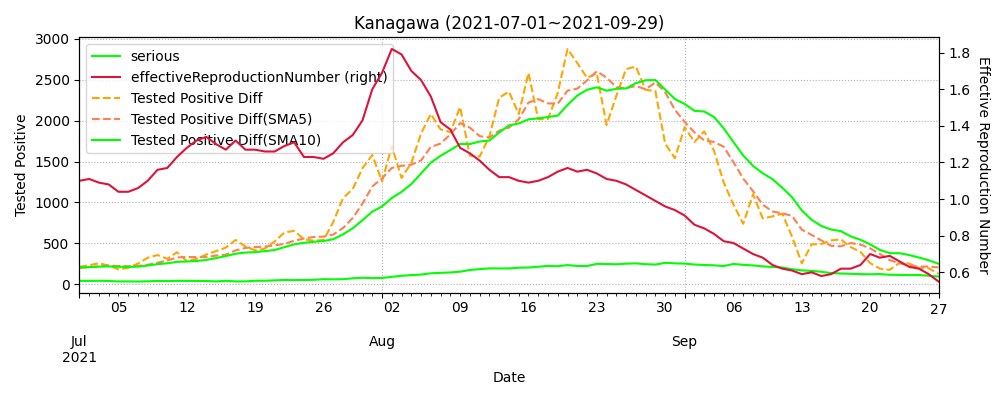 Kanagawa (2021-07-01~2021-09-29)
serious
effectiveReproductionNumber (right)
Tested Positive Diff
Tested Positive Diff(SMA5)
Tested Positive Diff(SMA10)
Tested Positive
3000
2500
2000
1500
1000
500
0
1.8
1.6
1.4
1.2
1.0
0.8
0.6
Effective Reproduction Number
05 12 19 26 02 09 16 23 30 06 13 20 27
Jul Aug Sep
2021
Date